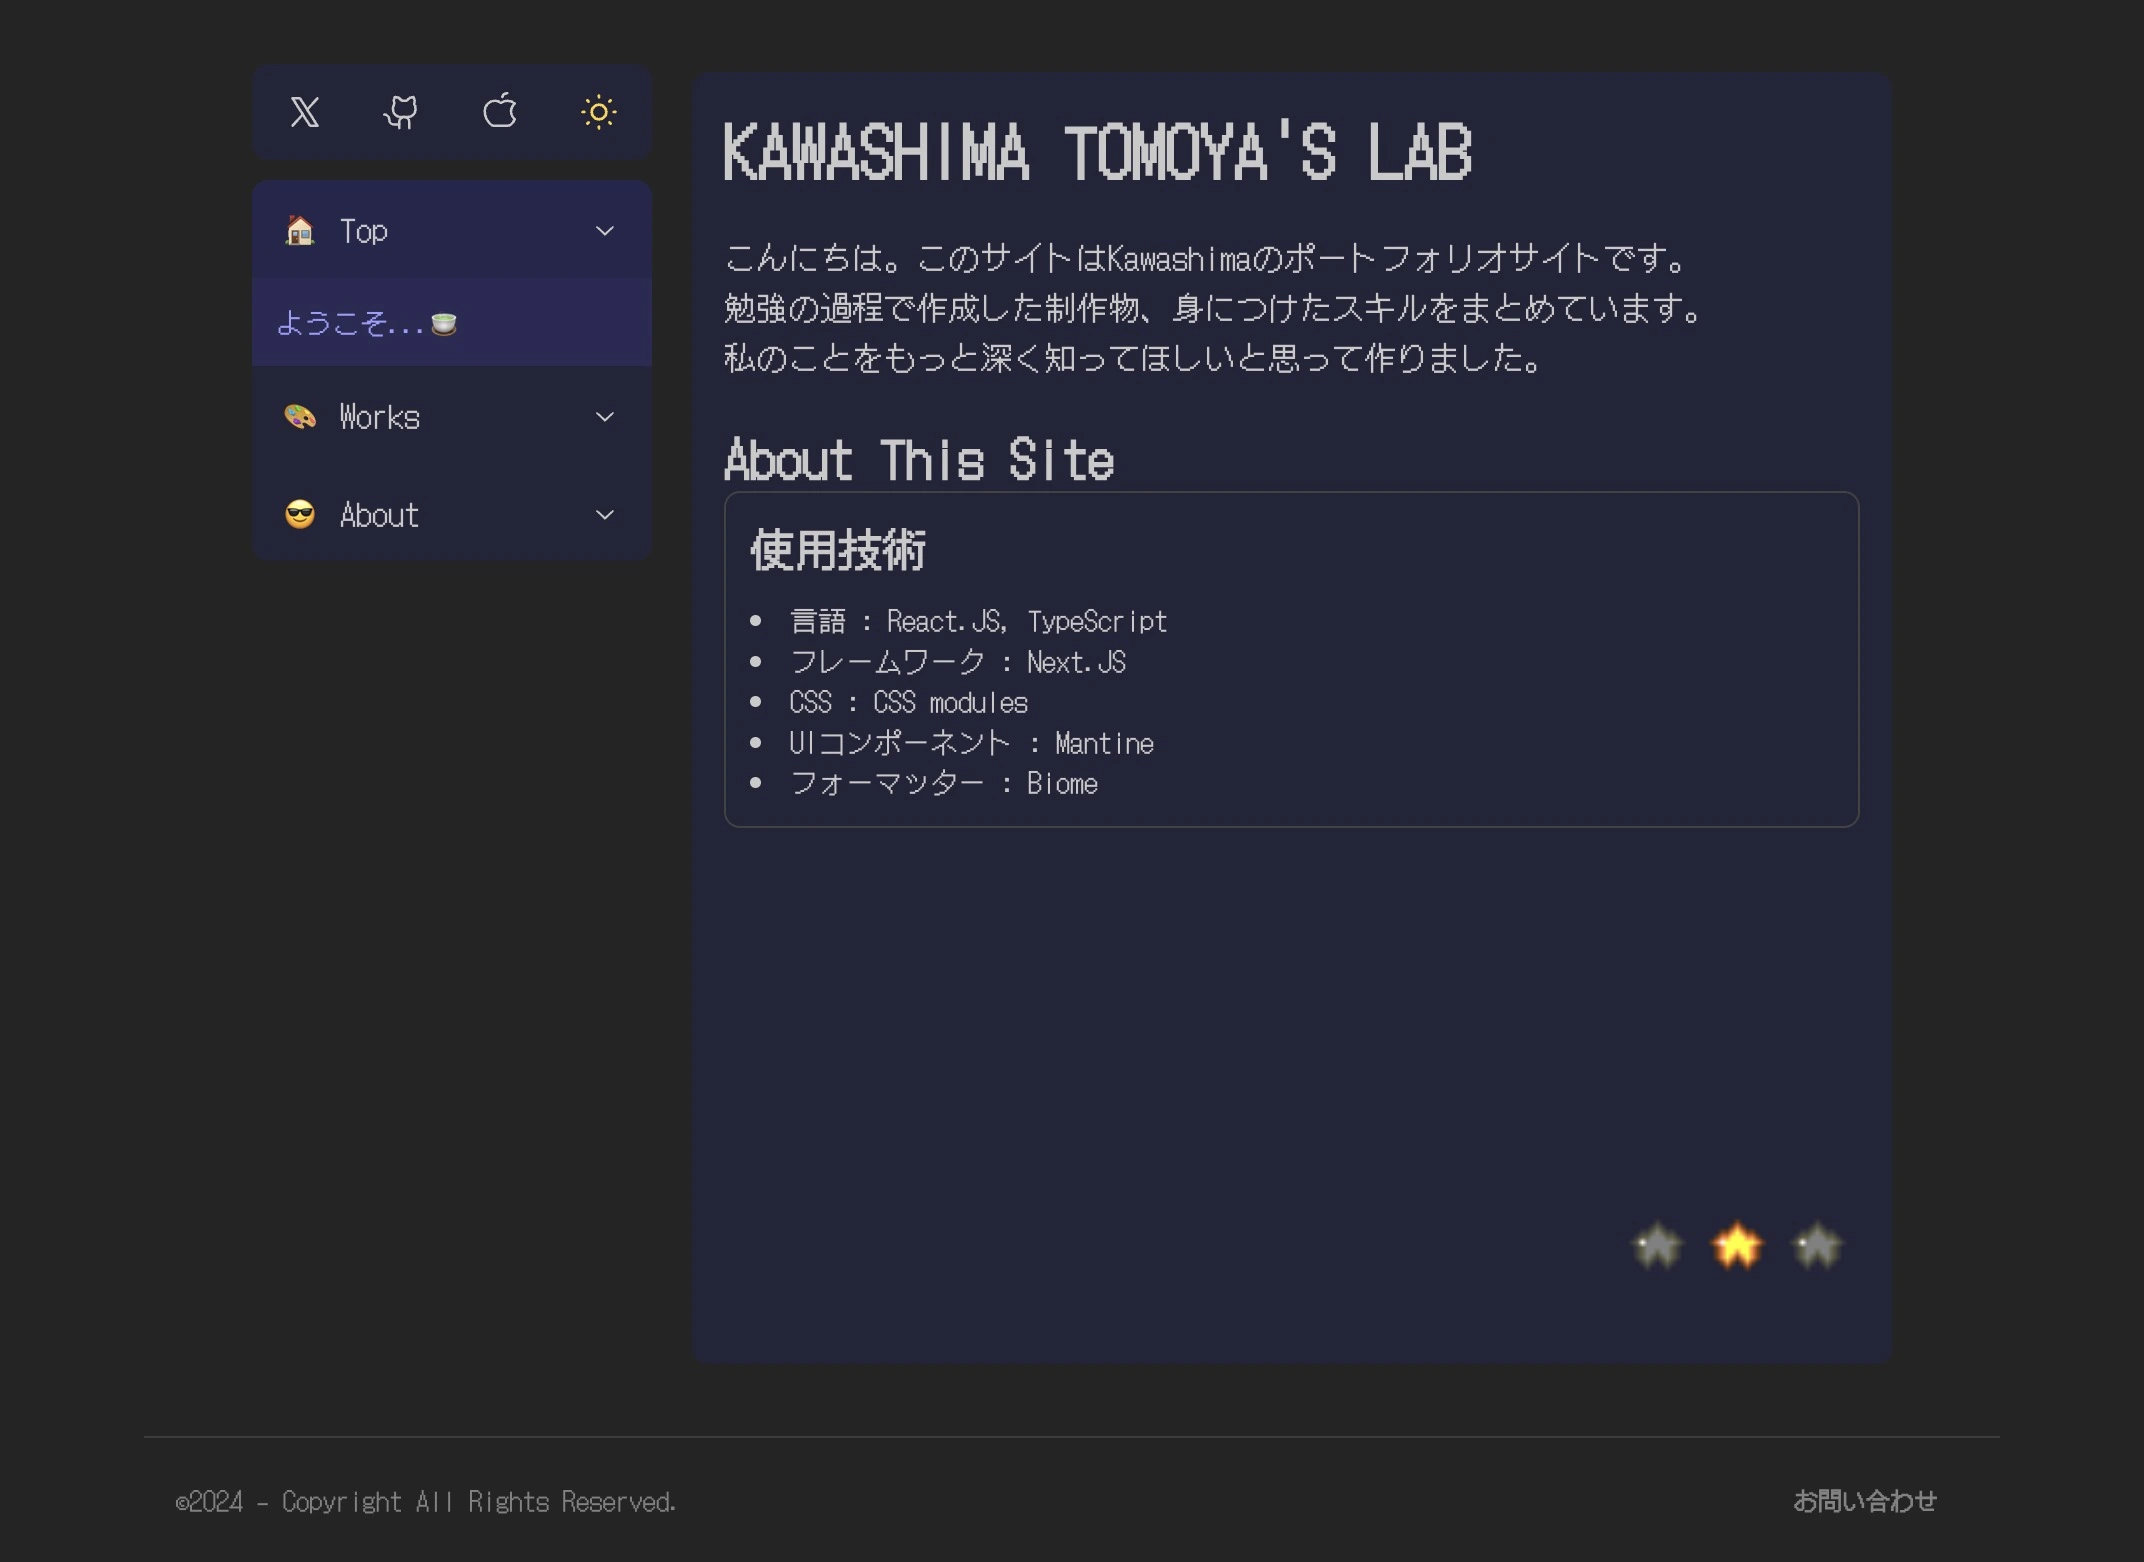 Top
ようこそ...
Works
About
KAWASHIMA TOMOYA'S LAB
こんにちは。このサイトはKawashimaのポートフォリオサイトです。
勉強の過程で作成した制作物、身につけたスキルをまとめています。
私のことをもっと深く知ってほしいと思って作りました。
About This Site
使用技術
• 言語 : React.JS, TypeScript
• フレームワーク : Next.JS
• CSS : CSS modules
• UIコンポーネント : Mantine
• フォーマッター : Biome
©2024 - Copyright All Rights Reserved.
お問い合わせ